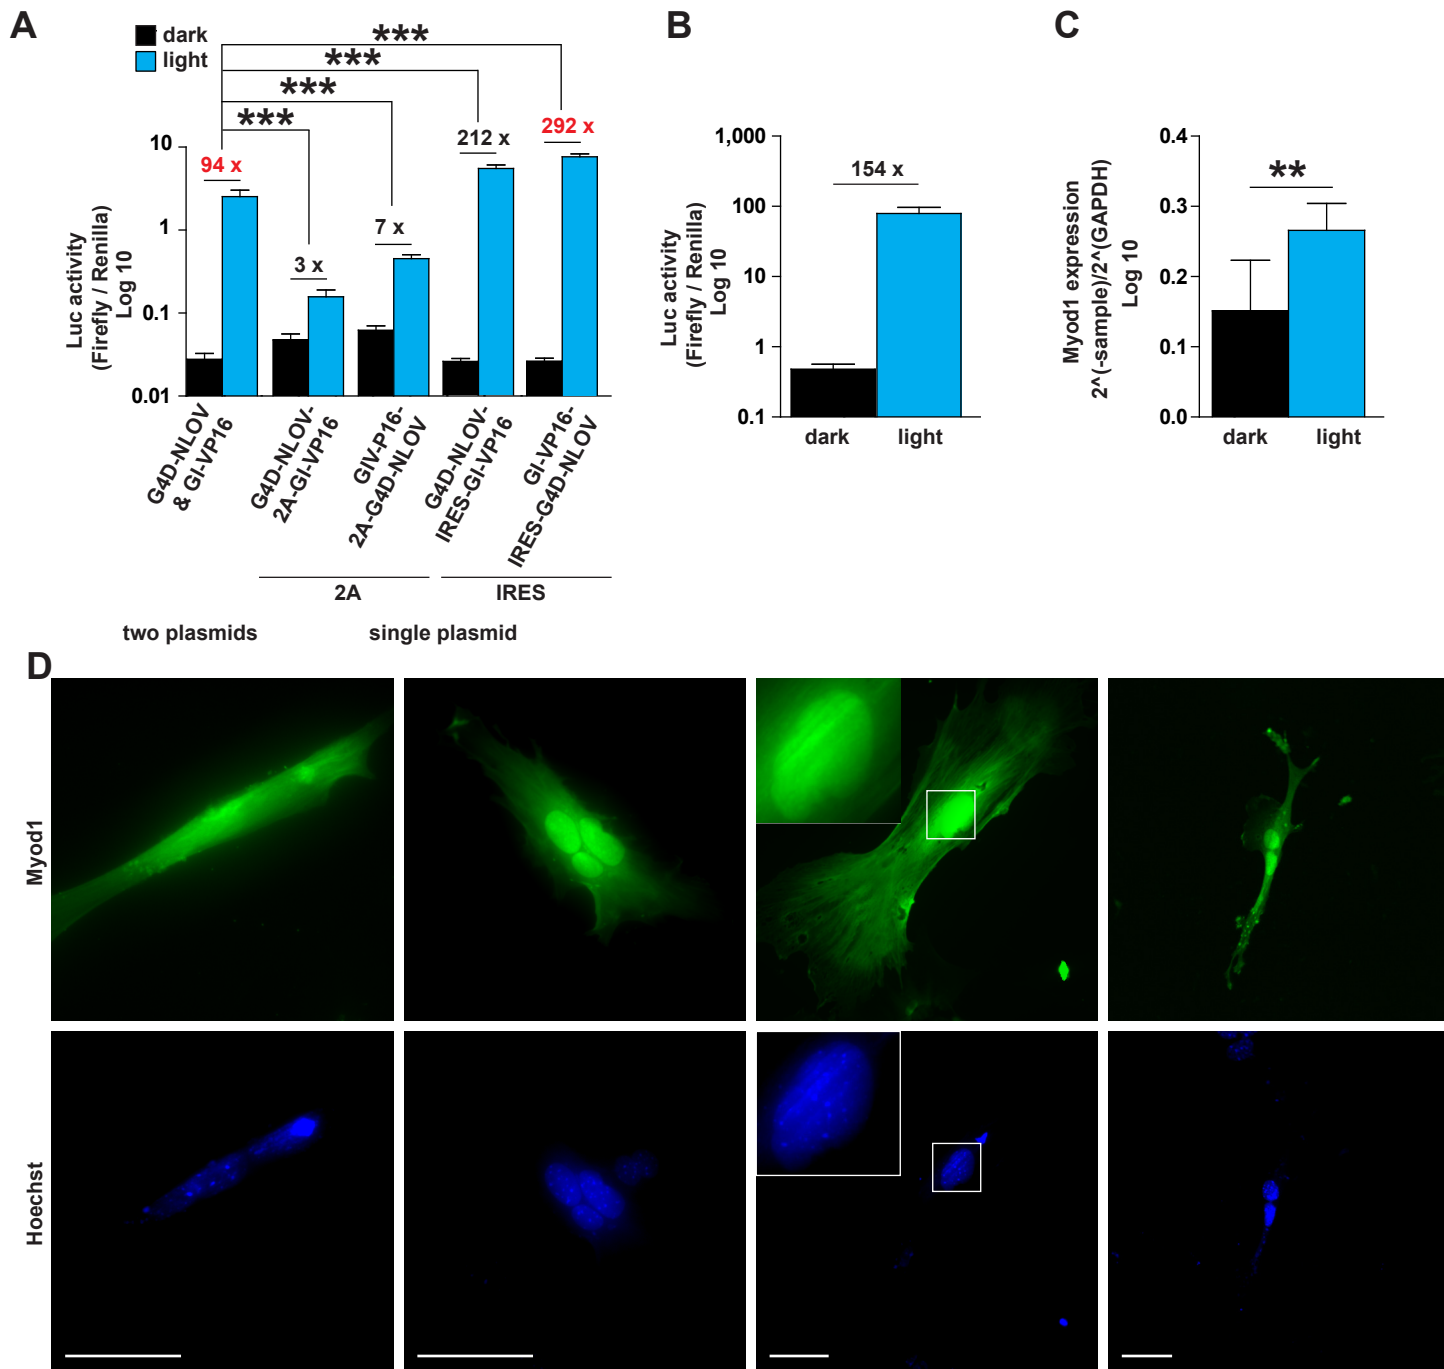 A
dark
light
***
***
***
***
94 x
3 x
7 x
212 x
292 x
10
1
0.1
0.01
Luc activity
(Firefly / Renilla)
Log 10
G4D-NLOV
& GI-VP16
G4D-NLOV-
2A-GI-VP16
GIV-P16-
2A-G4D-NLOV
G4D-NLOV-
IRES-GI-VP16
GI-VP16-
IRES-G4D-NLOV
2A
IRES
two plasmids
single plasmid
B
1,000
100
10
1
0.1
154 x
Luc activity
(Firefly / Renilla)
Log 10
dark
light
C
0.4
0.3
0.2
0.1
0.0
**
Myod1 expression
2^(-sample)/2^(GAPDH)
Log 10
dark
light
D
Myod1
Hoechst